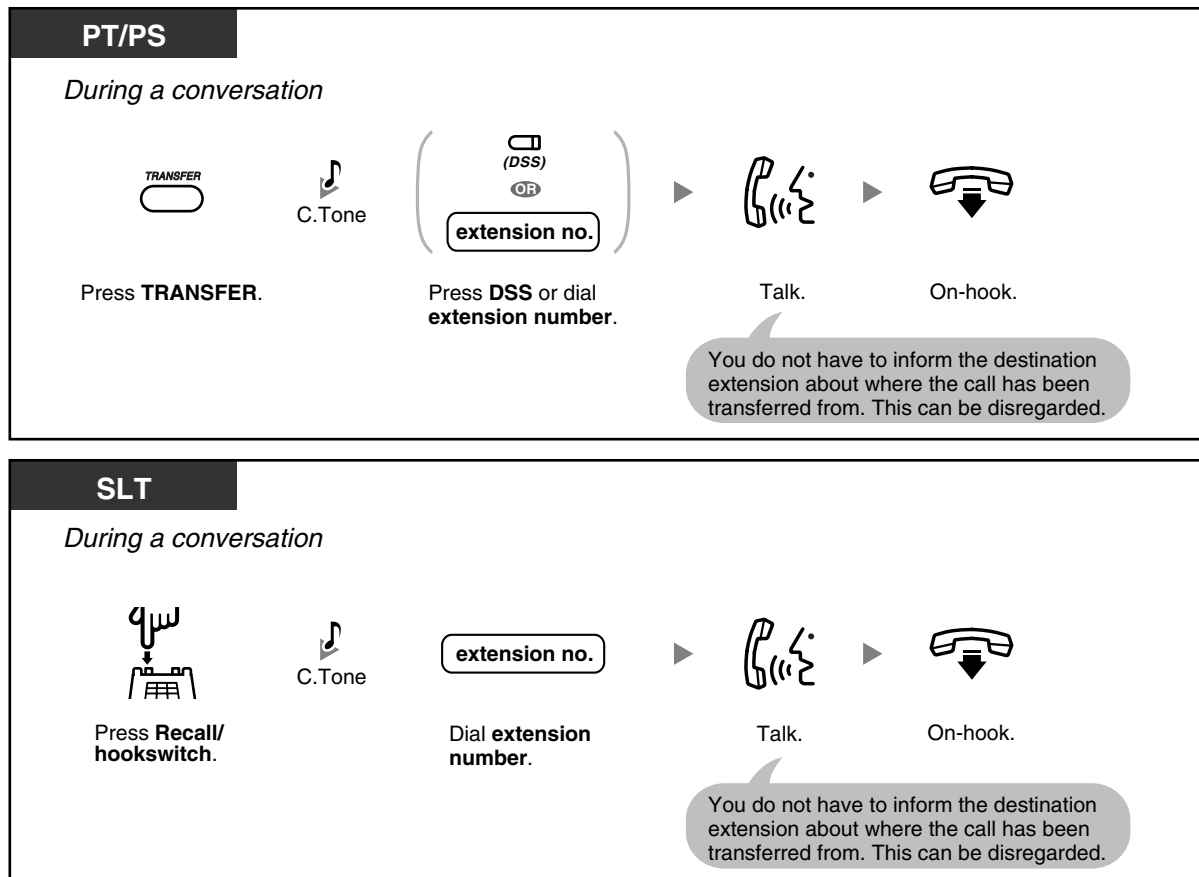 PT/PS
During a conversation
TRANSFER
C.Tone
(DSS)
OR
extension no.
Press TRANSFER.
Press DSS or dial
extension number.
Talk.
On-hook.
You do not have to inform the destination
extension about where the call has been
transferred from. This can be disregarded.
SLT
During a conversation
C.Tone
extension no.
Press Recall/
hookswitch.
Dial extension
number.
Talk.
On-hook.
You do not have to inform the destination
extension about where the call has been
transferred from. This can be disregarded.